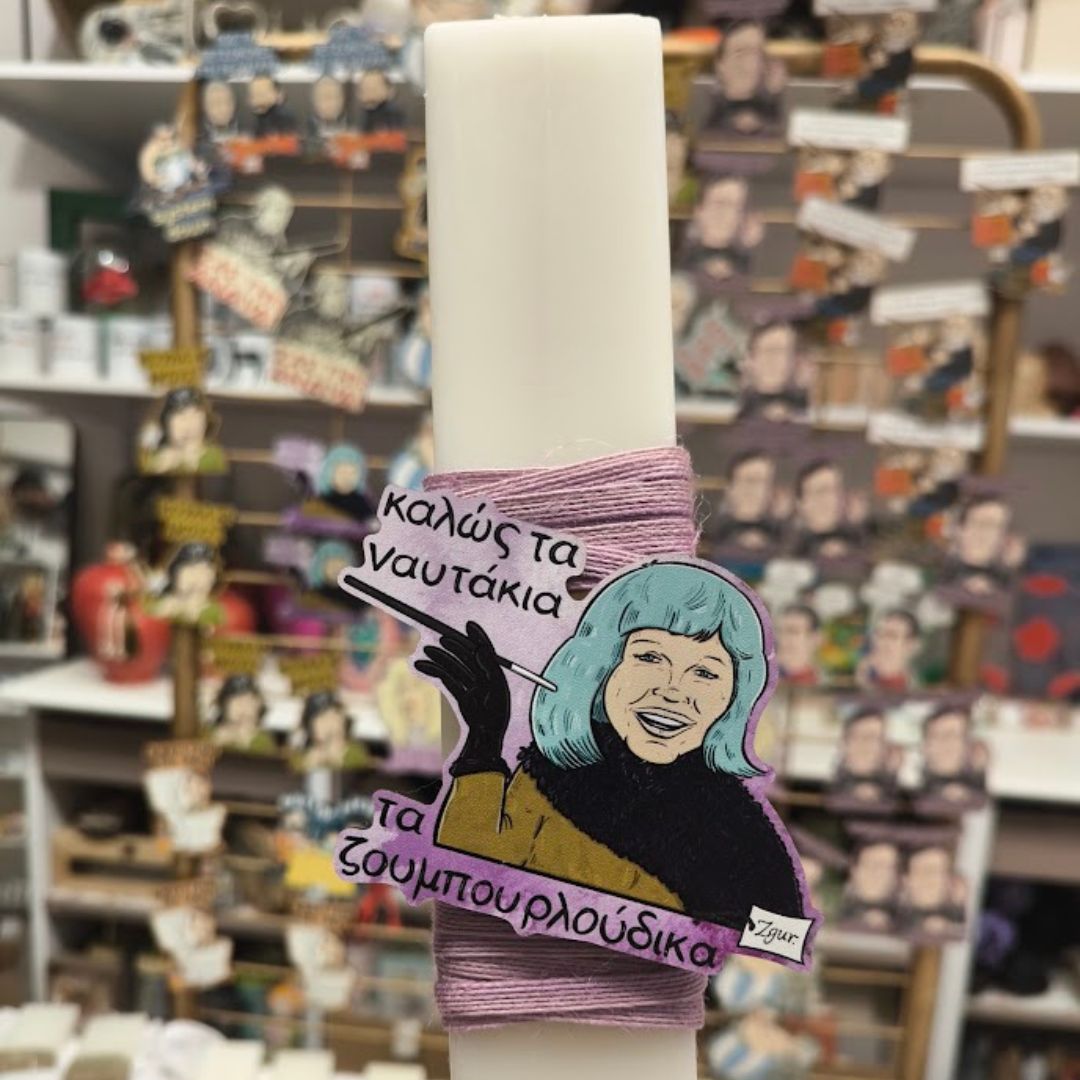 καλώς τα
ναυτάκια
τα
ζουμπουρλούδικα
Zgur.